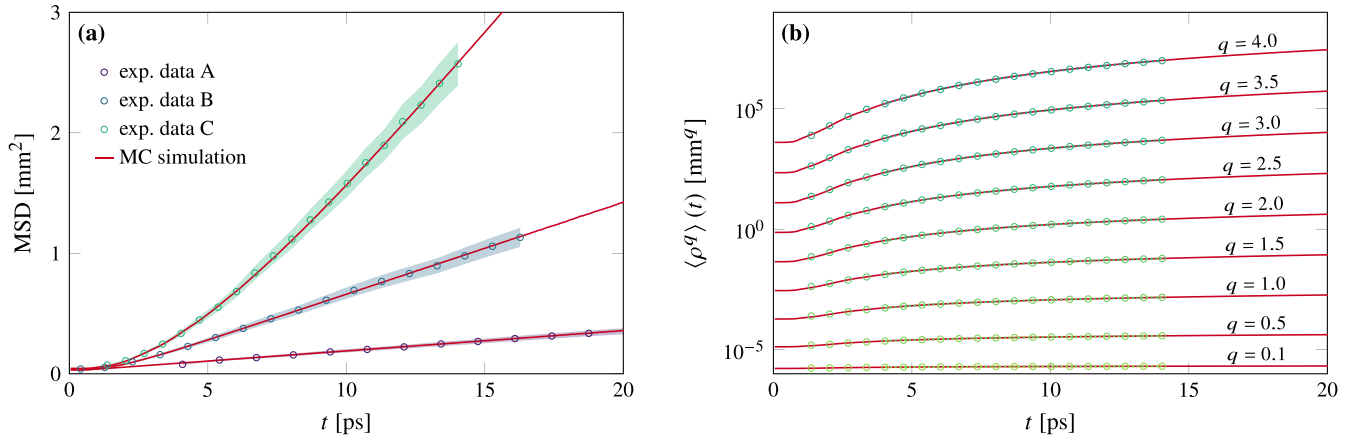 (a)
3
2
1
0
MSD [mm²]
exp. data A
exp. data B
exp. data C
MC simulation
0 5 10 15 20
t [ps]
(b)
10⁵
10⁰
10⁻⁵
⟨ρ^q⟩ (t) [mm^q]
q = 4.0
q = 3.5
q = 3.0
q = 2.5
q = 2.0
q = 1.5
q = 1.0
q = 0.5
q = 0.1
0 5 10 15 20
t [ps]